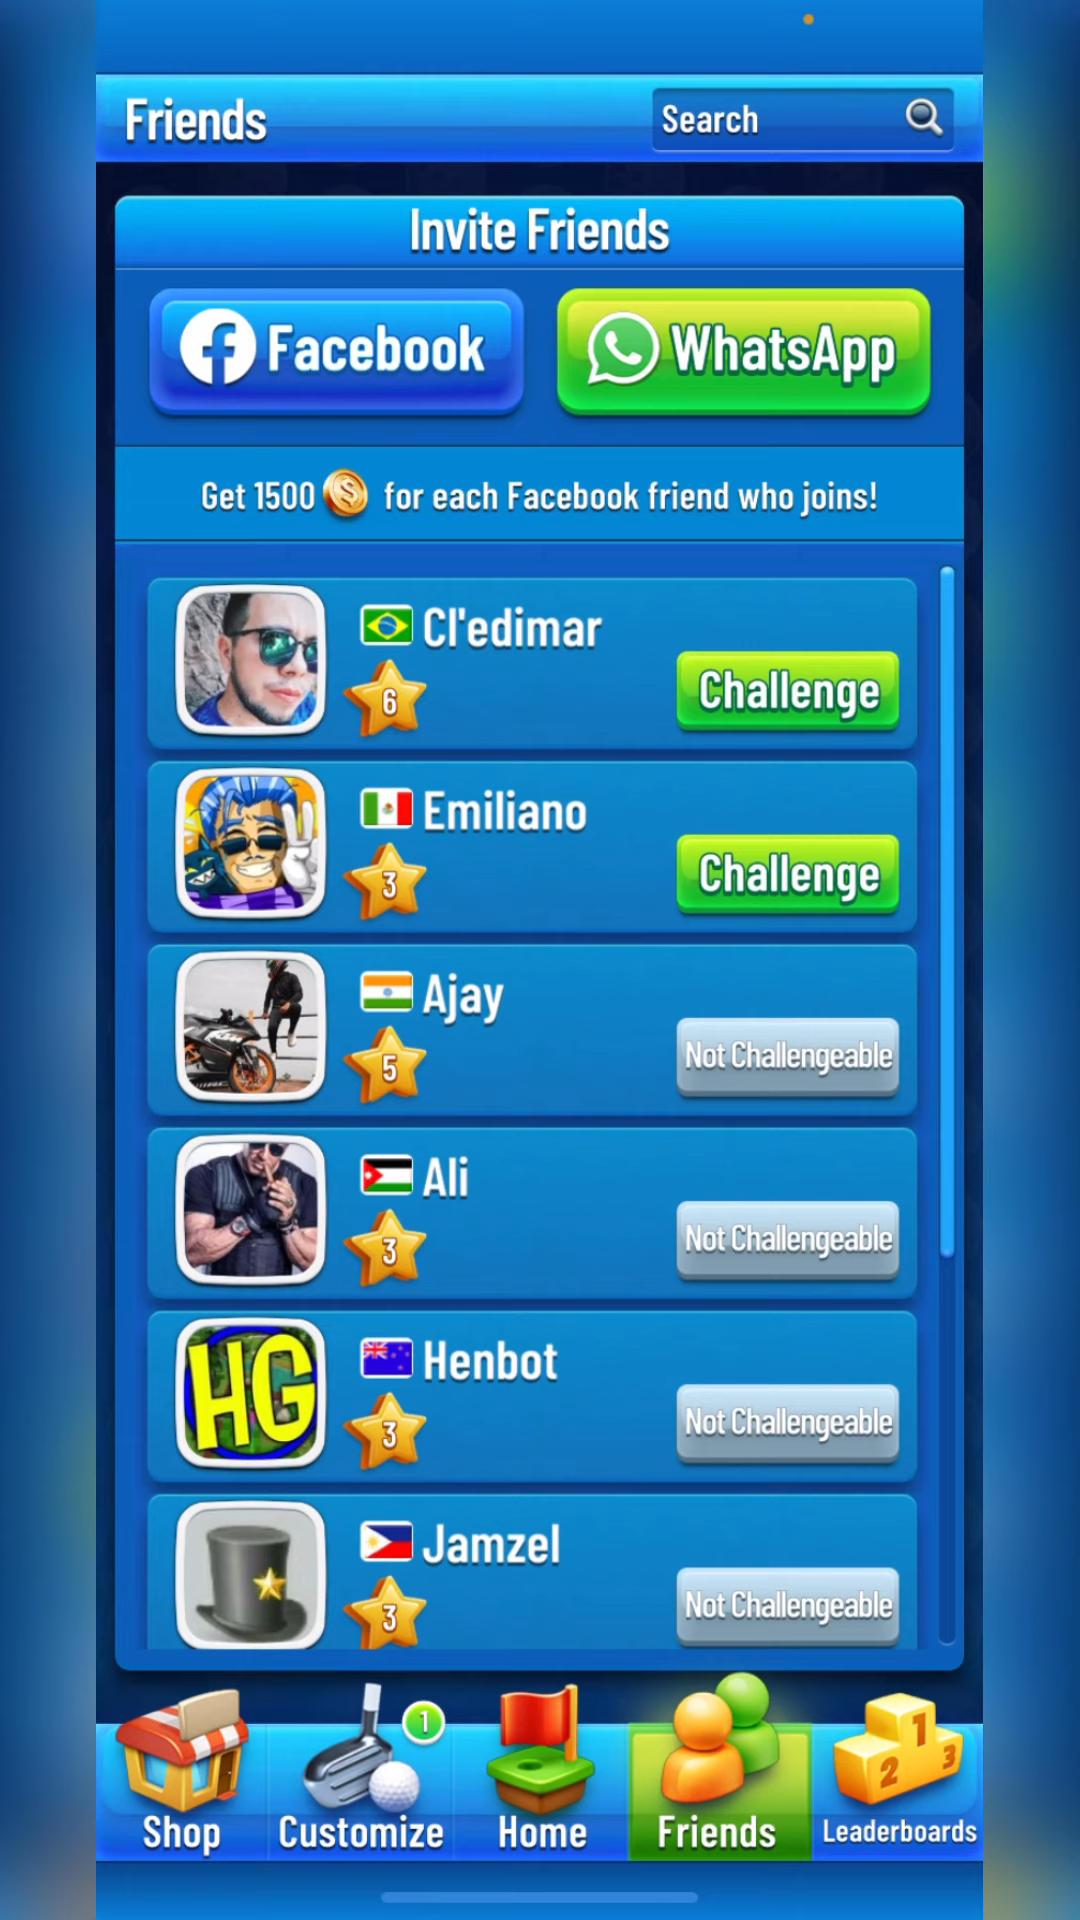 Friends
Search
Invite Friends
Facebook
WhatsApp
Get 1500 for each Facebook friend who joins!
Cl'edimar
6
Challenge
Emiliano
3
Challenge
Ajay
5
Not Challengeable
Ali
3
Not Challengeable
HG
Henbot
3
Not Challengeable
Jamzel
3
Not Challengeable
1
1
2
3
Shop
Customize
Home
Friends
Leaderboards